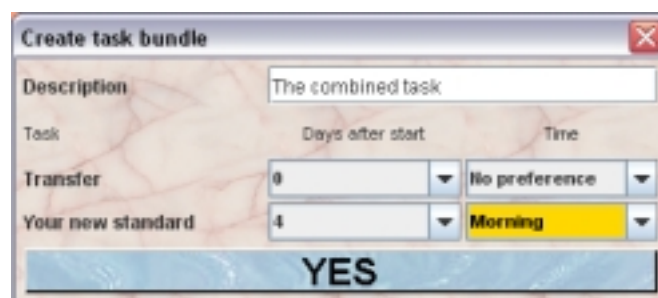 Create task bundle
Description The combined task
Task Days after start Time
Transfer 0 No preference
Your new standard 4 Morning
YES